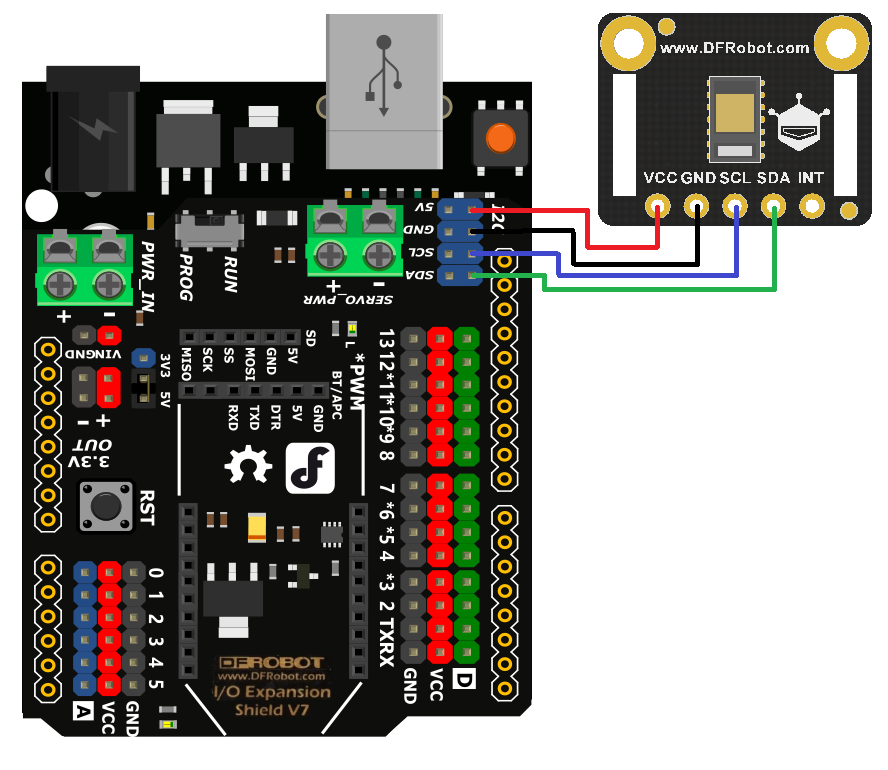 www.DFRobot.com
VCC GND SCL SDA INT
I2C
5V
GND
SCL
SDA
PWR_IN
PROG
RUN
+ -
SERVO_PWR
+ -
VINGND
3V3
5V
- +
OUT
3.3V
MISO
SCK
SS
MOSI
GND
5V
SD
L
*PWM
BT/APC
RXD
TXD
DTR
5V
GND
13
12
*11
*10
*9
8
7
*6
*5
4
*3
2
TX
RX
GND
VCC
D
RST
0
1
2
3
4
5
A
VCC
GND
DFROBOT
www.DFRobot.com
I/O Expansion
Shield V7